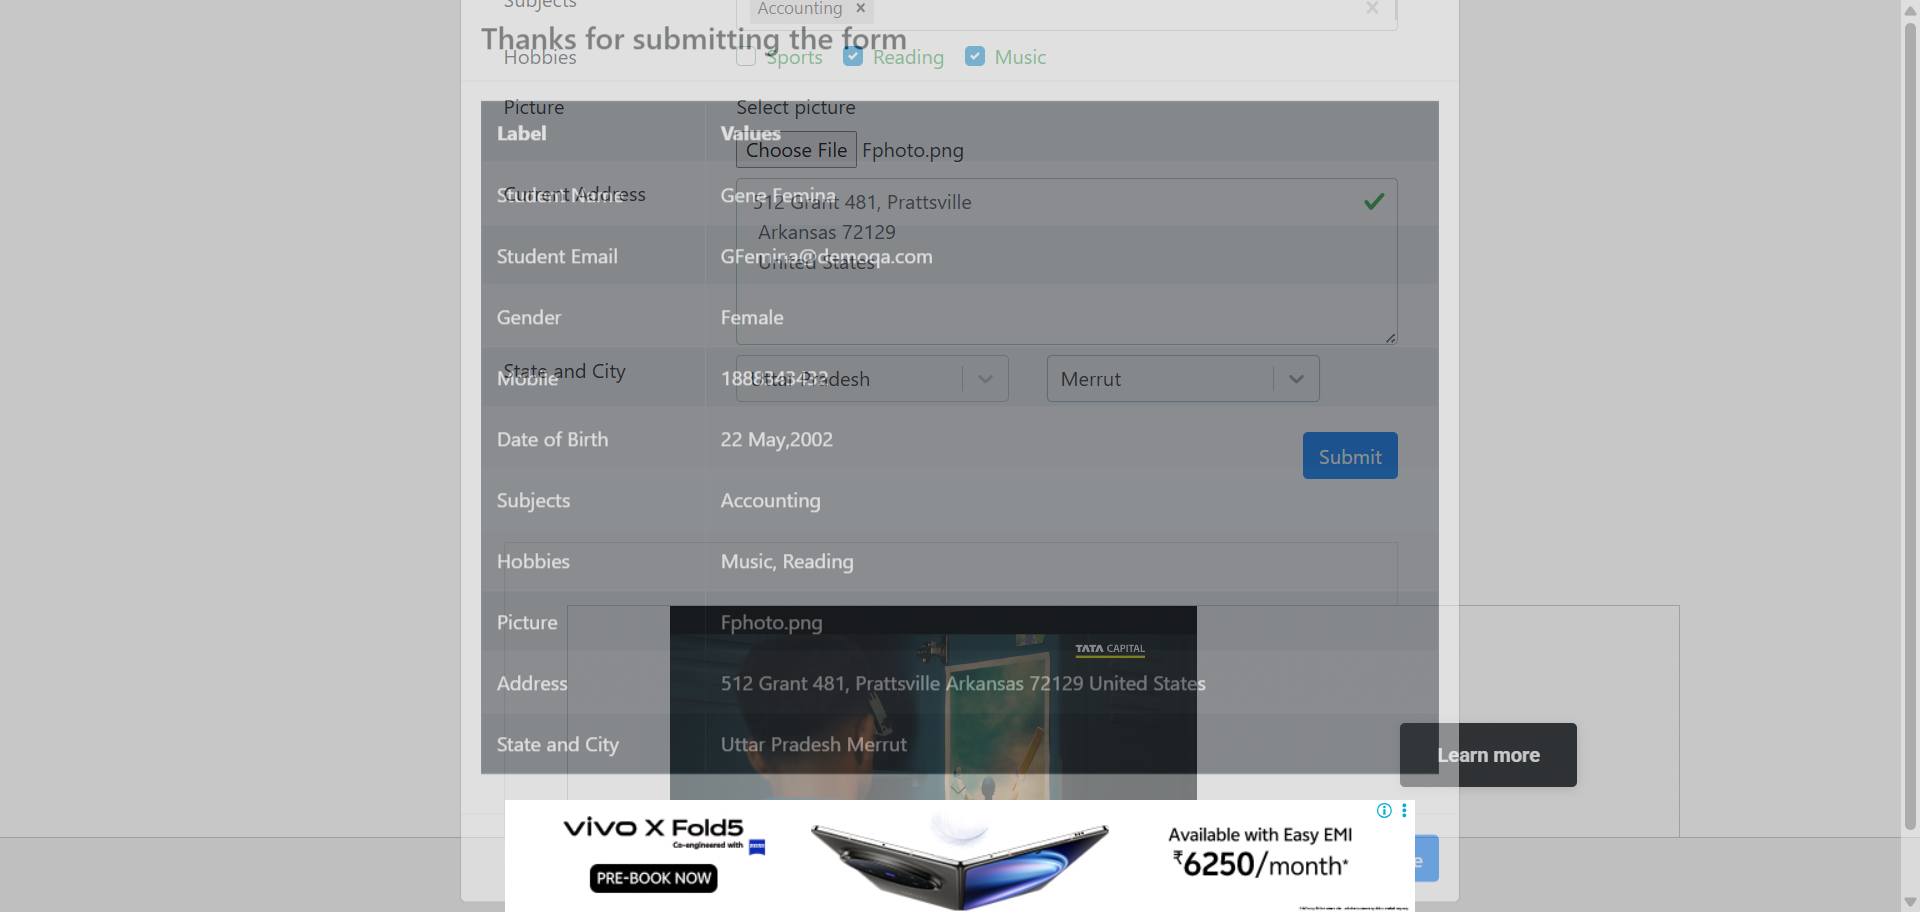 Subjects
Accounting ×
Thanks for submitting the form
Hobbies
Sports Reading Music
Picture
Select picture
Label Values
Choose File Fphoto.png
Current Address
Student Name Gene Femina
512 Grant 481, Prattsville
Arkansas 72129
United States
Student Email GFemina@demoqa.com
Gender Female
State and City
Uttar Pradesh
Merrut
Mobile
Date of Birth 22 May,2002
Submit
Subjects Accounting
Hobbies Music, Reading
Picture Fphoto.png
TATA CAPITAL
Address 512 Grant 481, Prattsville Arkansas 72129 United States
State and City Uttar Pradesh Merrut
Learn more
vivo X Fold5
Co-engineered with ZEISS
PRE-BOOK NOW
Available with Easy EMI
₹6250/month*
e